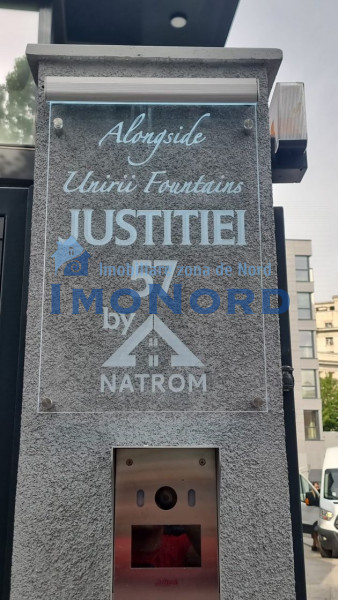 Alongside
Unirii Fountains
JUSTITIEI
57
Imobiliare zona de Nord
IMONORD
by
NATROM